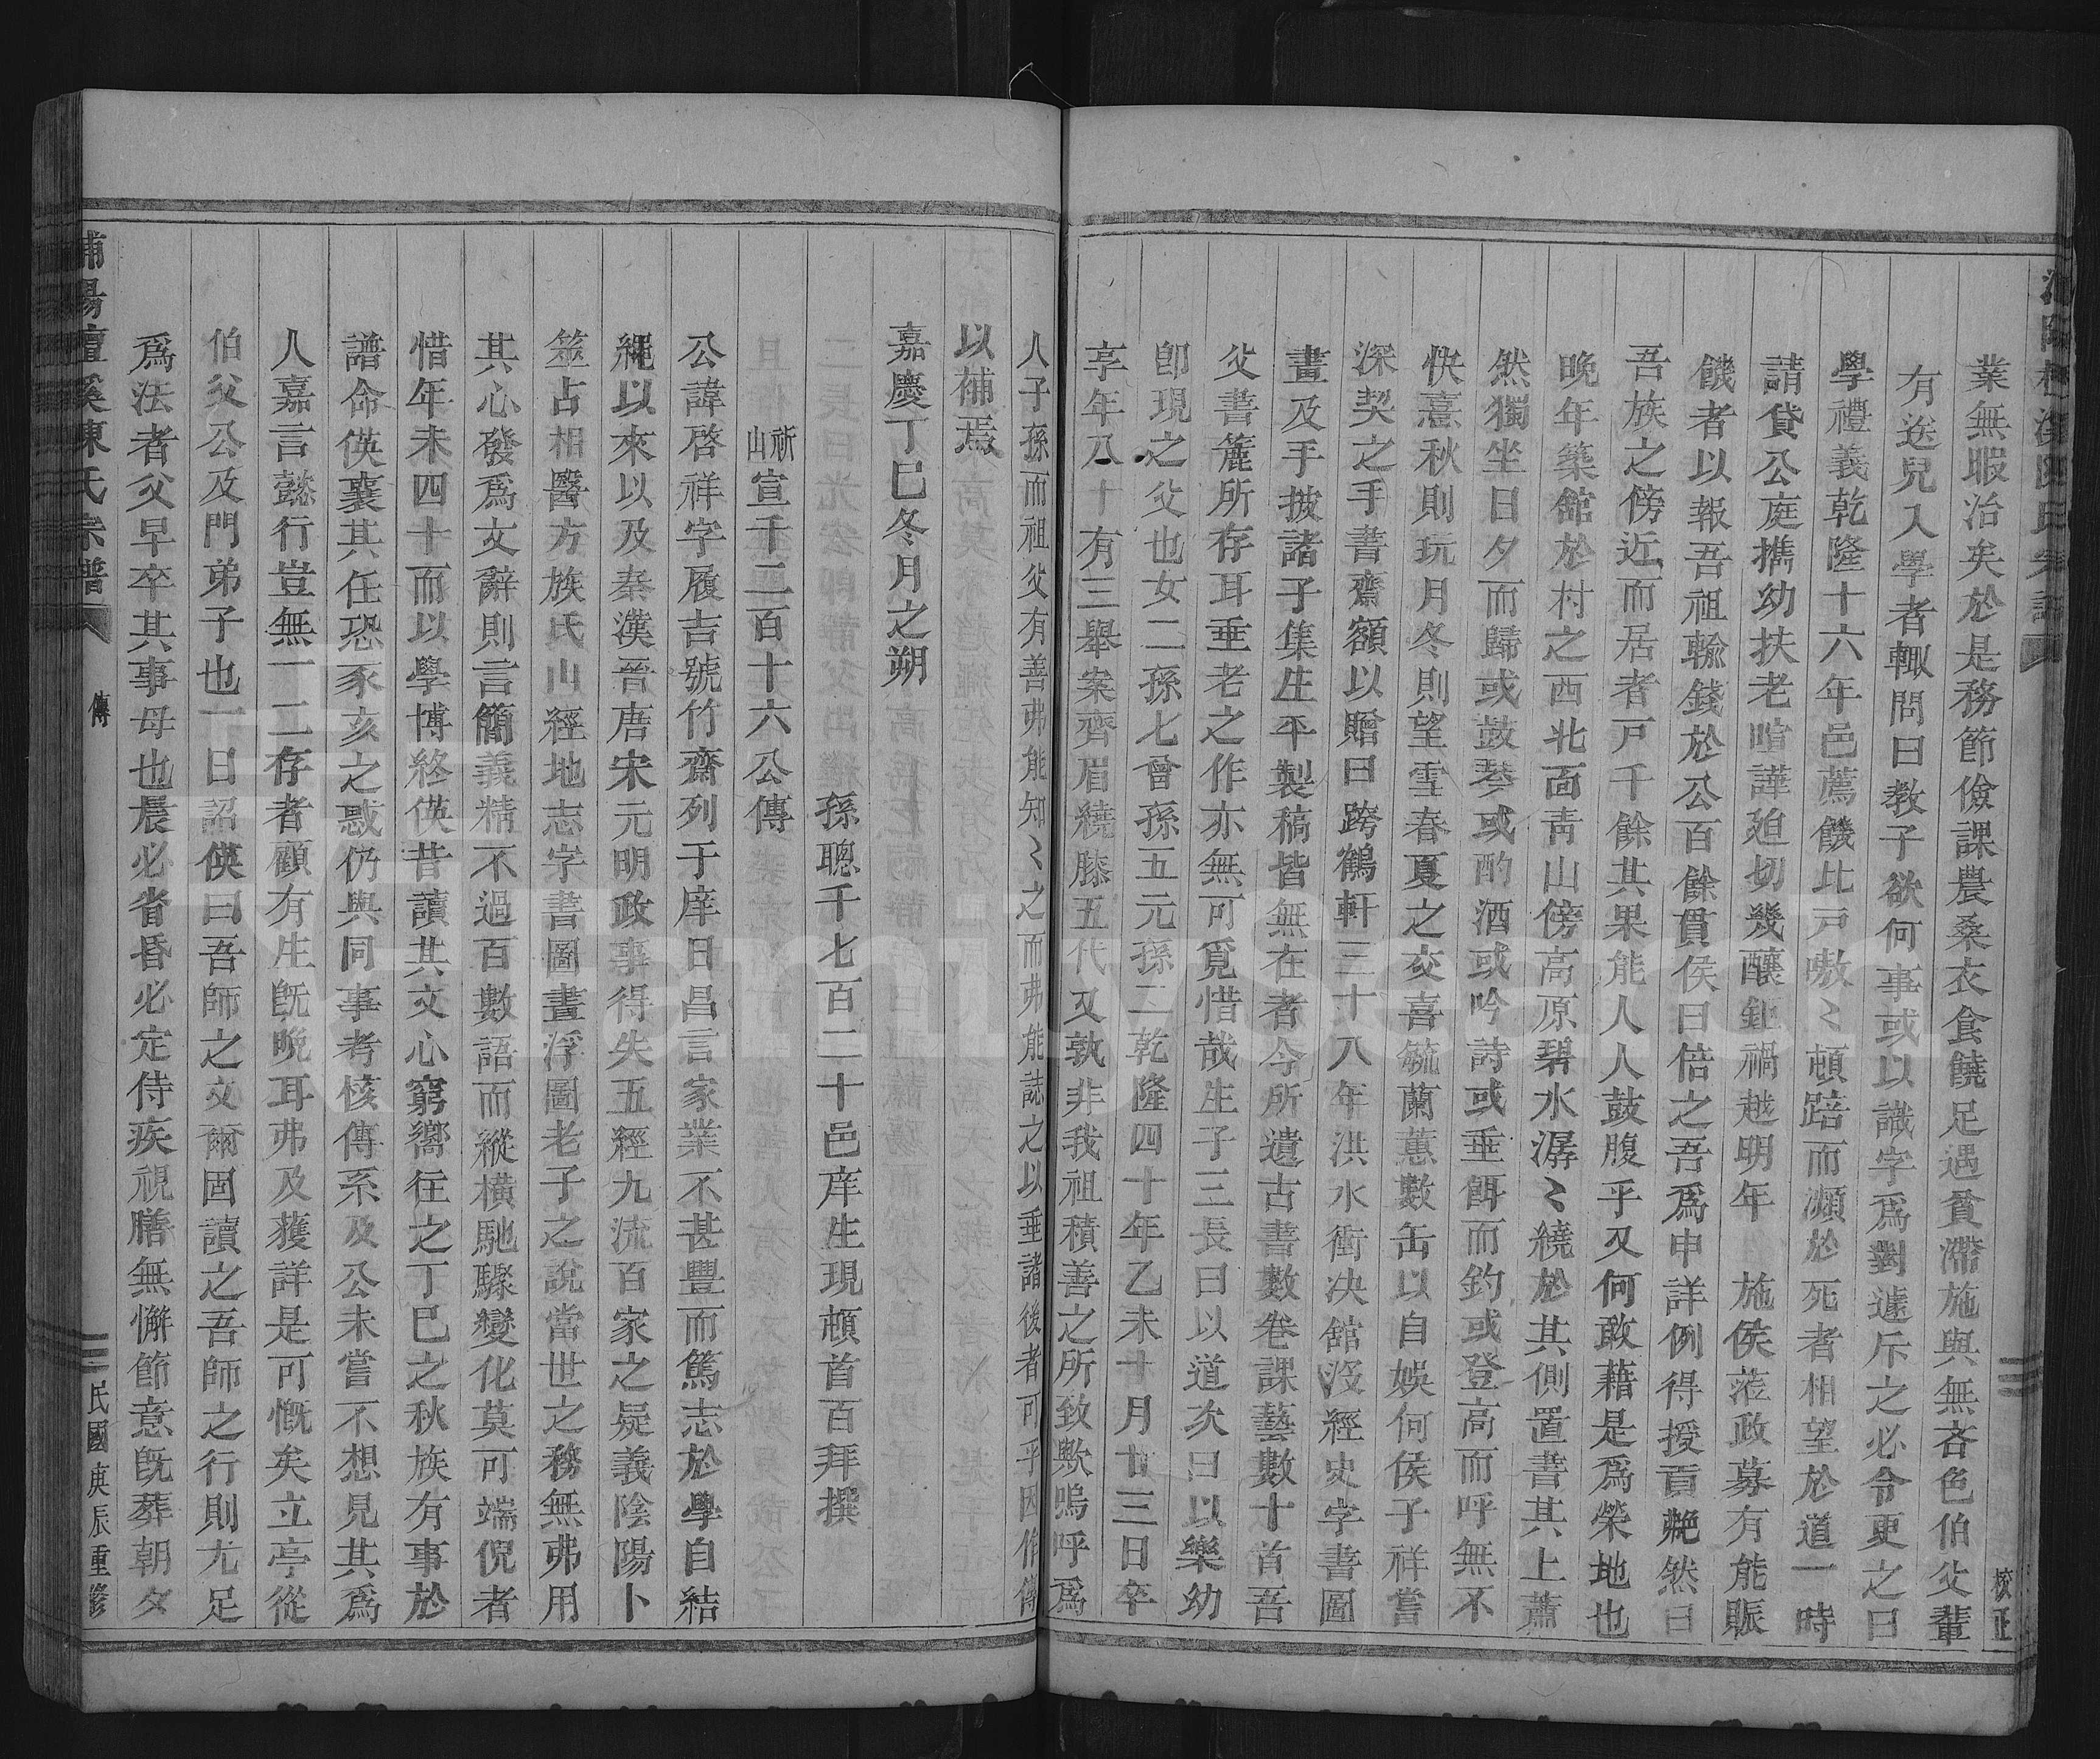 業無暇治矣於是務節儉課農桑衣食饒足遇貧滯施與無吝色伯父輩
有送兒入學者輙問曰教子欲何事或以識字爲對遽斥之必令更之曰
學禮義乾隆十六年邑薦饑比戸嗷〻頓踣而瀕於死者相望於道一時
請貸公庭擕幼扶老喧譁廹切幾釀鉅禍越明年 施侯蒞政募有能賑
饑者以報吾祖輸錢於公百餘貫侯曰倍之吾爲申詳例得授貢艴然曰
吾族之傍近而居者戸千餘其果能人人鼓腹乎又何敢藉是爲榮地也
晚年築舘於村之西北面靑山傍高原碧水潺〻繞於其側置書其上蕭
然獨坐日夕而歸或鼓琴或酌酒或吟詩或垂餌而釣或登高而呼無不
快憙秋則玩月冬則望雪春夏之交喜毓蘭蕙數缶以自娛何侯子祥嘗
深契之手書齋額以贈曰跨鶴軒三十八年洪水衝决舘沒經史字書圖
畫及手披諸子集生平製稿皆無在者今所遺古書數卷課藝數十首吾
父書簏所存耳垂老之作亦無可覓惜哉生子三長曰以道次曰以樂幼
卽現之父也女二孫七曾孫五元孫二乾隆四十年乙未十月廿三日卒
享年八十有三舉案齊眉繞膝五代又孰非我祖積善之所致歟嗚呼爲
人子孫而祖父有善弗能知〻之而弗能誌之以垂諸後者可乎因作傳
以補焉
嘉慶丁巳冬月之朔
孫聰千七百二十邑庠生現頓首百拜撰
祈山宣千二百十六公傳
公諱啓祥字履吉號竹齋列于庠日昌言家業不甚豐而篤志於學自結
繩以來以及秦漢晉唐宋元明政事得失五經九流百家之疑義陰陽卜
筮占相醫方族氏山經地志字書圖畫浮圖老子之說當世之務無弗用
其心發爲文辭則言簡義精不過百數語而縱橫馳驟變化莫可端倪者
惜年未四十而以學博終偀昔讀其文心窮嚮往之丁巳之秋族有事於
譜命偀襄其任恐豕亥之惑仍與同事考核傳系及公未嘗不想見其爲
人嘉言懿行豈無一二存者顧有生旣晩耳弗及獲詳是可慨矣立亭從
伯父公及門弟子也一日詔偀曰吾師之文爾固讀之吾師之行則尤足
爲法者父早卒其事母也晨必省昏必定侍疾視膳無懈節意旣葬朝夕
浦陽檀溪陳氏宗譜
傳
民國庚辰重修
校正